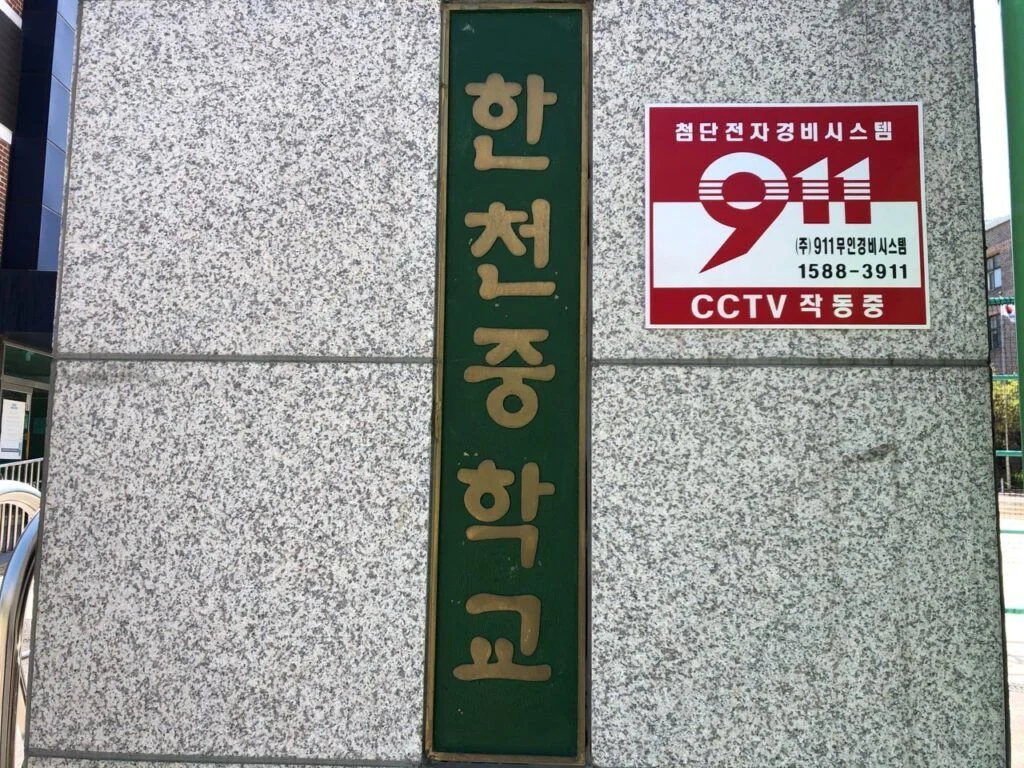 한천중학교
첨단전자경비시스템
911
(주)911무인경비시스템
1588-3911
CCTV 작동중